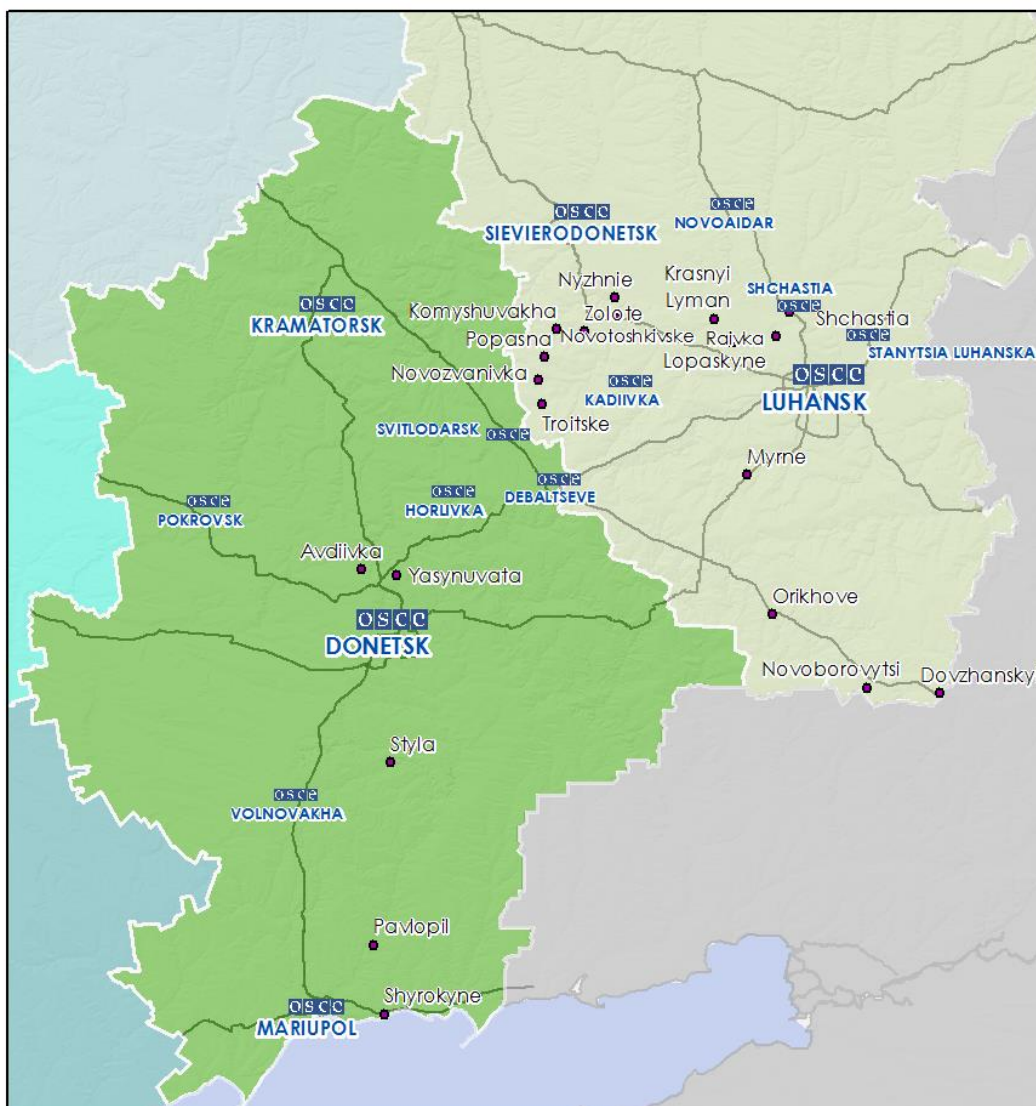 OSCE
SIEVIERODONETSK
osce
NOVOAIDAR
Nyzhnie
Krasnyi
Lyman
SHCHASTIA
osce
Shchastia
OSCE
KRAMATORSK
Komyshuvakha
Zolote
Popasna
Novotoshkivske
Raivka
Lopaskyne
osce
STANYTSIA LUHANSKA
Novozvanivka
osce
KADIIVKA
OSCE
LUHANSK
Troitske
SVITLODARSK
osce
Myrne
osce
POKROVSK
osce
HORLIVKA
osce
DEBALTSEVE
Avdiivka
Yasynuvata
OSCE
DONETSK
Orikhove
Novoborovytsi
Dovzhansky
Styla
osce
VOLNOVAKHA
Pavlopil
Shyrokyne
OSCE
MARIUPOL